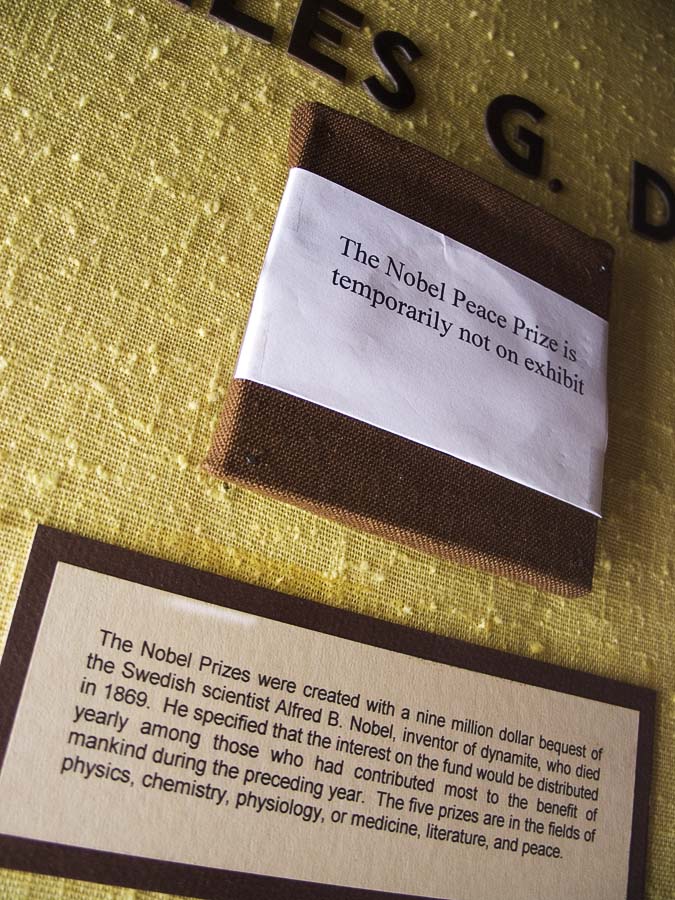 LES G. D
The Nobel Peace Prize is
temporarily not on exhibit
The Nobel Prizes were created with a nine million dollar bequest of
the Swedish scientist Alfred B. Nobel, inventor of dynamite, who died
in 1869. He specified that the interest on the fund would be distributed
yearly among those who had contributed most to the benefit of
mankind during the preceding year. The five prizes are in the fields of
physics, chemistry, physiology, or medicine, literature, and peace.